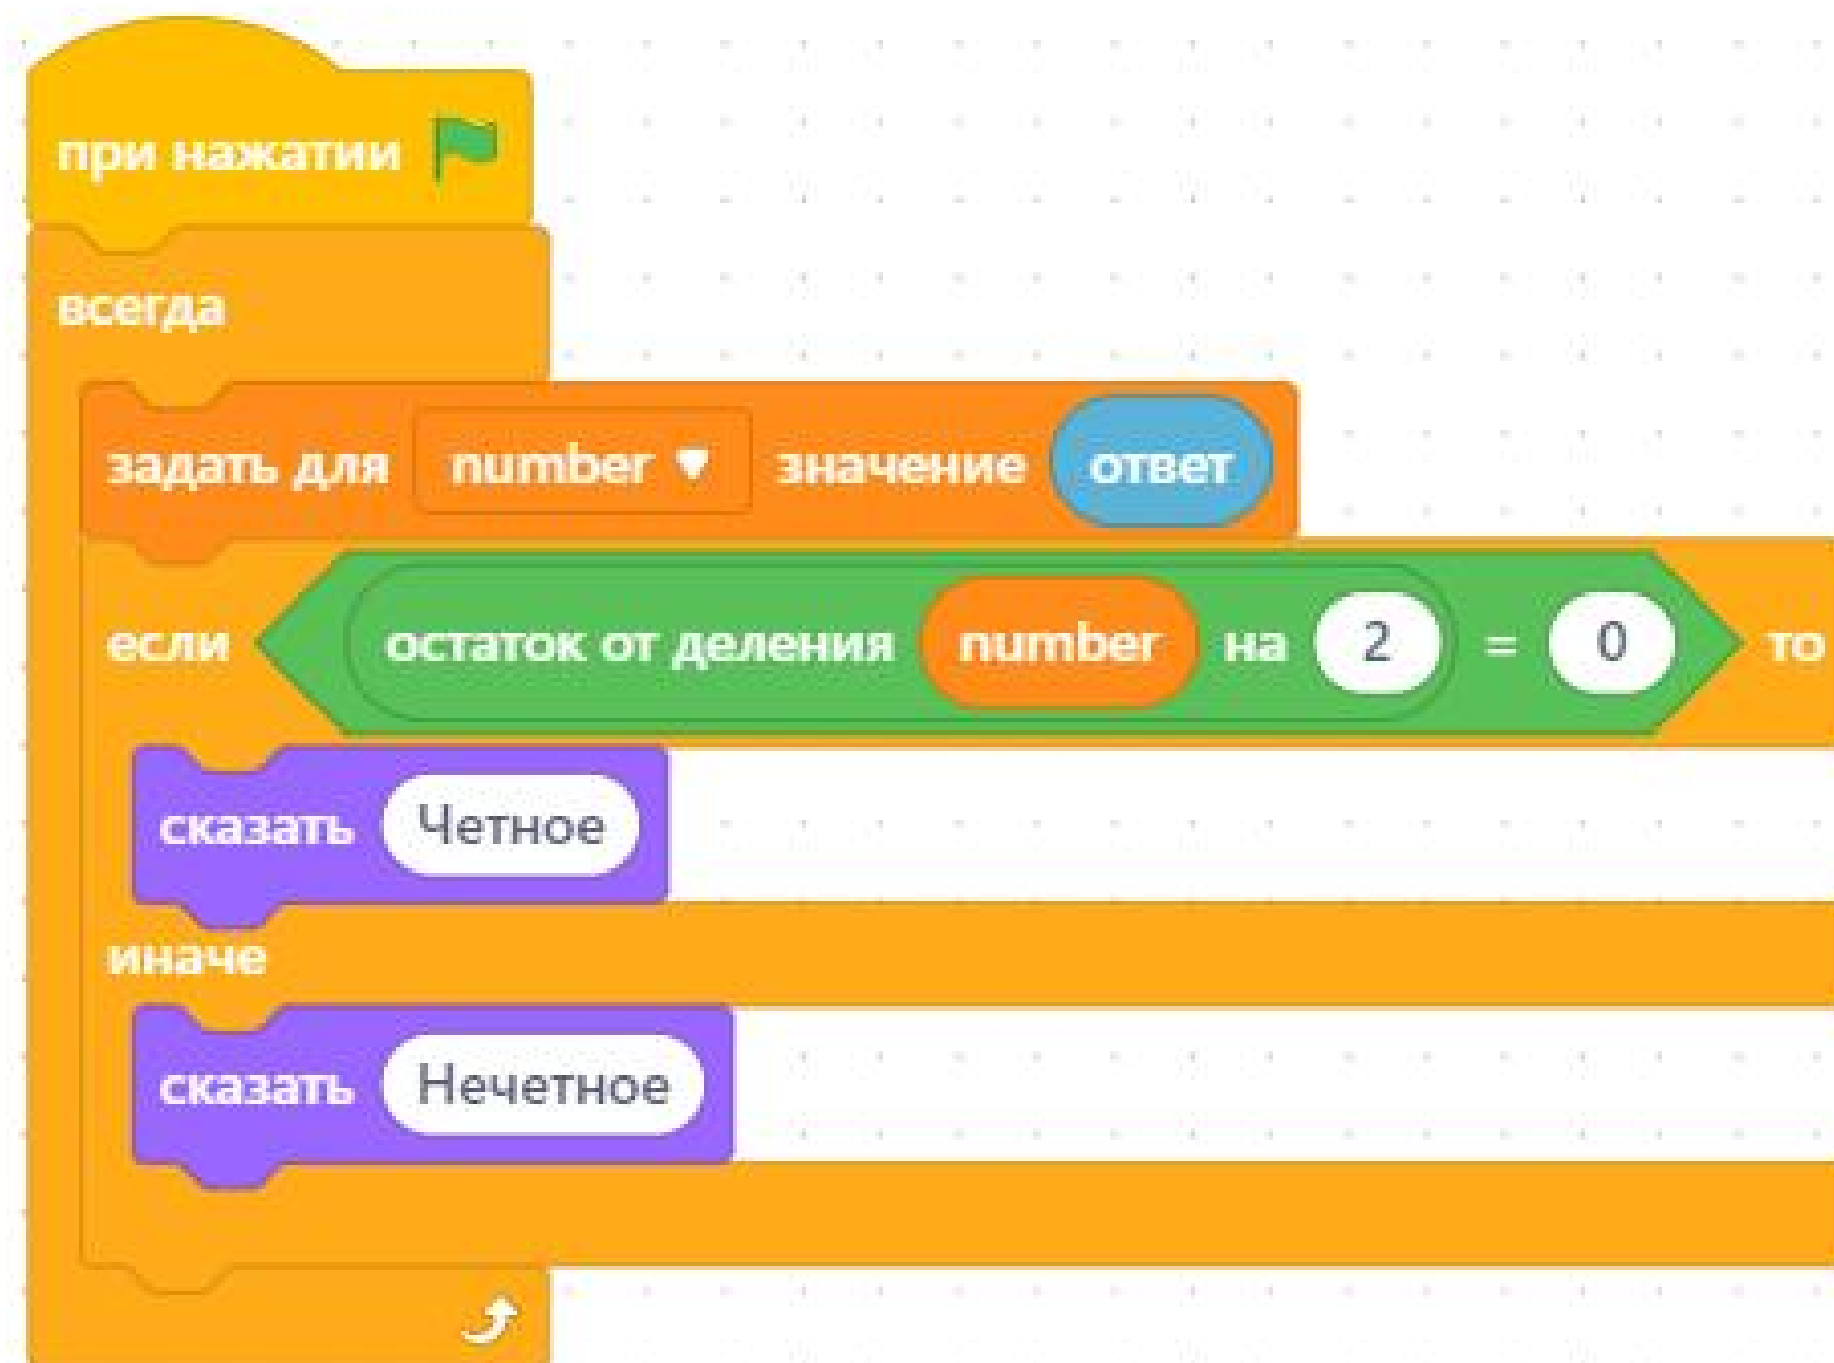 при нажатии
всегда
задать для number значение ответ
если остаток от деления number на 2 = 0 то
сказать Четное
иначе
сказать Нечетное